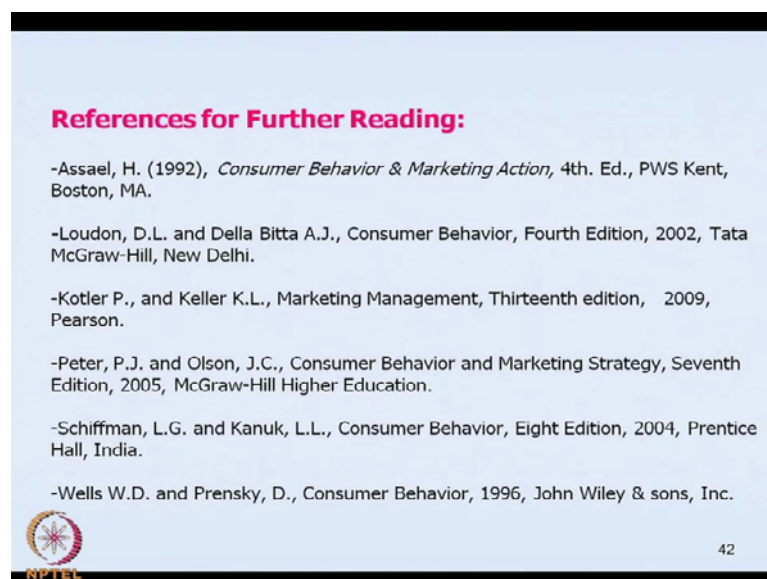 References for Further Reading:
-Assael, H. (1992), Consumer Behavior & Marketing Action, 4th. Ed., PWS Kent,
Boston, MA.
-Loudon, D.L. and Della Bitta A.J., Consumer Behavior, Fourth Edition, 2002, Tata
McGraw-Hill, New Delhi.
-Kotler P., and Keller K.L., Marketing Management, Thirteenth edition, 2009,
Pearson.
-Peter, P.J. and Olson, J.C., Consumer Behavior and Marketing Strategy, Seventh
Edition, 2005, McGraw-Hill Higher Education.
-Schiffman, L.G. and Kanuk, L.L., Consumer Behavior, Eight Edition, 2004, Prentice
Hall, India.
-Wells W.D. and Prensky, D., Consumer Behavior, 1996, John Wiley & sons, Inc.
42
NPTEL